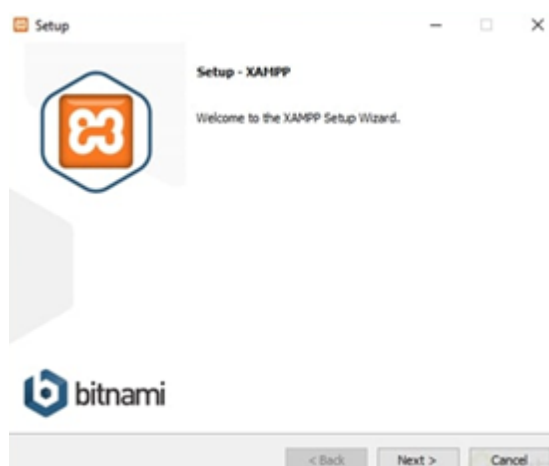 Setup
Setup - XAMPP
Welcome to the XAMPP Setup Wizard.
bitnami
< Back Next > Cancel